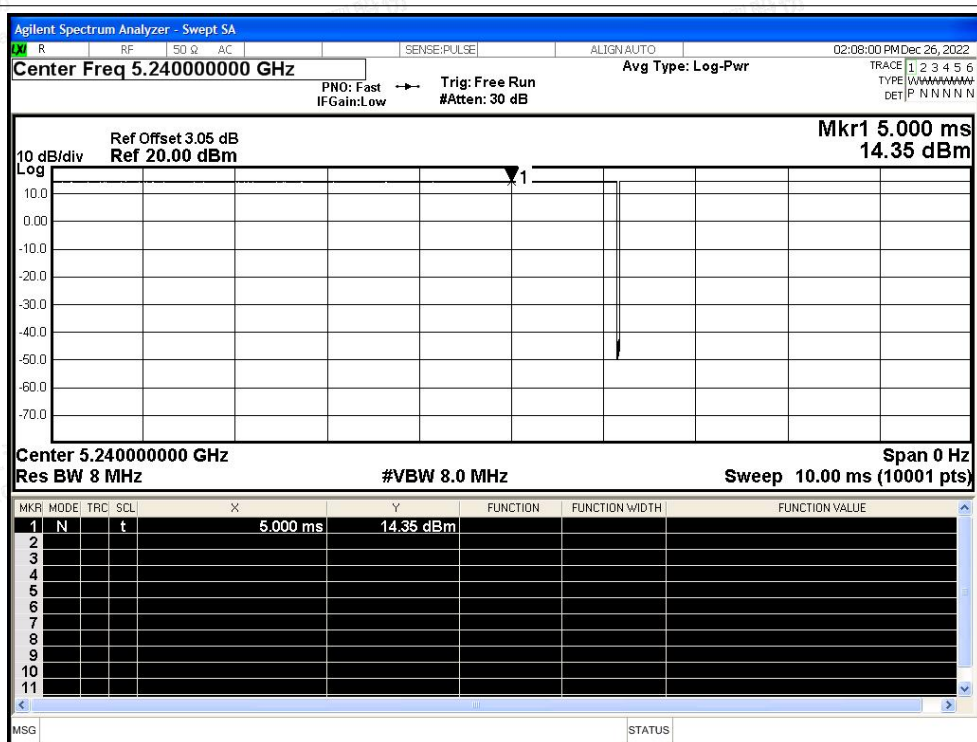 Agilent Spectrum Analyzer - Swept SA
LXI R RF 50 Ω AC SENSE:PULSE ALIGN AUTO 02:08:00 PM Dec 26, 2022
Center Freq 5.240000000 GHz
PNO: Fast
IFGain:Low
Trig: Free Run
#Atten: 30 dB
Avg Type: Log-Pwr
TRACE 1 2 3 4 5 6
TYPE W
DET P N N N N N
Ref Offset 3.05 dB
Ref 20.00 dBm
10 dB/div
Log
Mkr1 5.000 ms
14.35 dBm
1
10.0
0.00
-10.0
-20.0
-30.0
-40.0
-50.0
-60.0
-70.0
Center 5.240000000 GHz Span 0 Hz
Res BW 8 MHz #VBW 8.0 MHz Sweep 10.00 ms (10001 pts)
MKR MODE TRC SCL X Y FUNCTION FUNCTION WIDTH FUNCTION VALUE
1 N t 5.000 ms 14.35 dBm
2
3
4
5
6
7
8
9
10
11
MSG STATUS